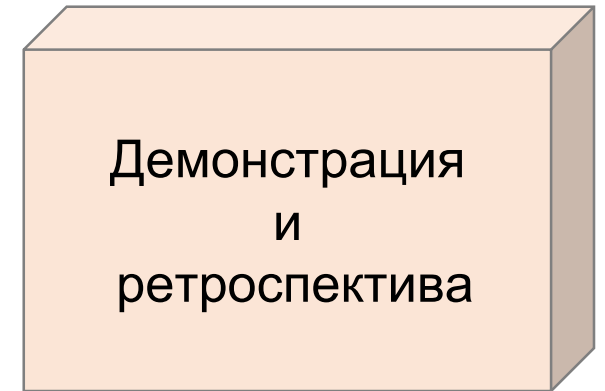 Демонстрация
и
ретроспектива